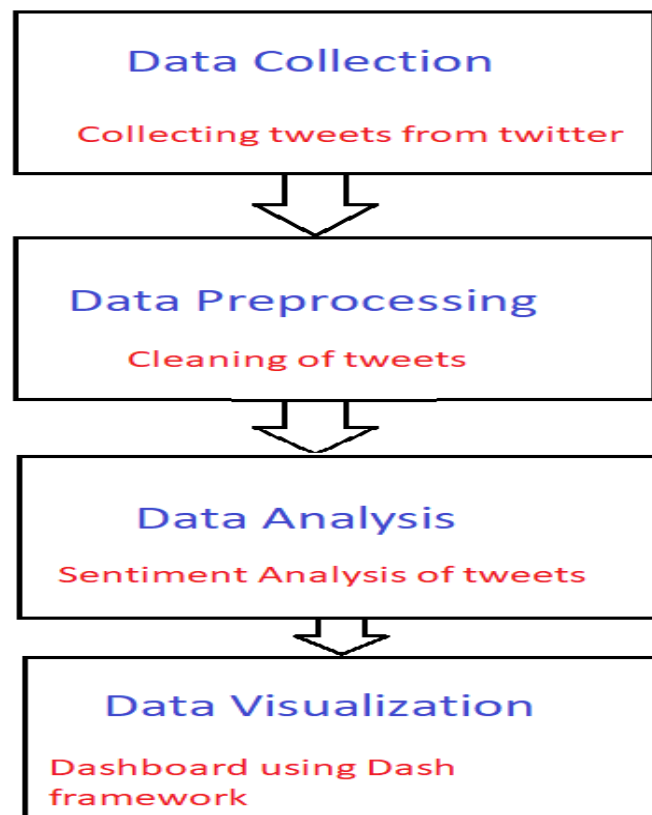 Data Collection
Collecting tweets from twitter
Data Preprocessing
Cleaning of tweets
Data Analysis
Sentiment Analysis of tweets
Data Visualization
Dashboard using Dash
framework